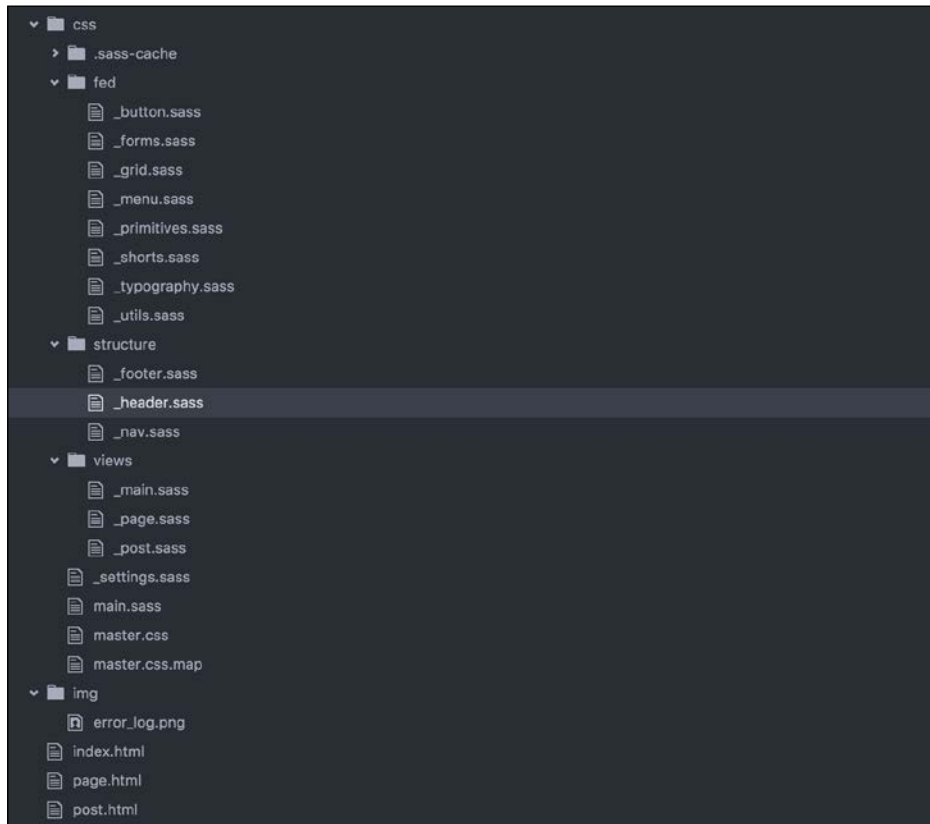 css
.sass-cache
fed
_button.sass
_forms.sass
_grid.sass
_menu.sass
_primitives.sass
_shorts.sass
_typography.sass
_utils.sass
structure
_footer.sass
_header.sass
_nav.sass
views
_main.sass
_page.sass
_post.sass
_settings.sass
main.sass
master.css
master.css.map
img
error_log.png
index.html
page.html
post.html